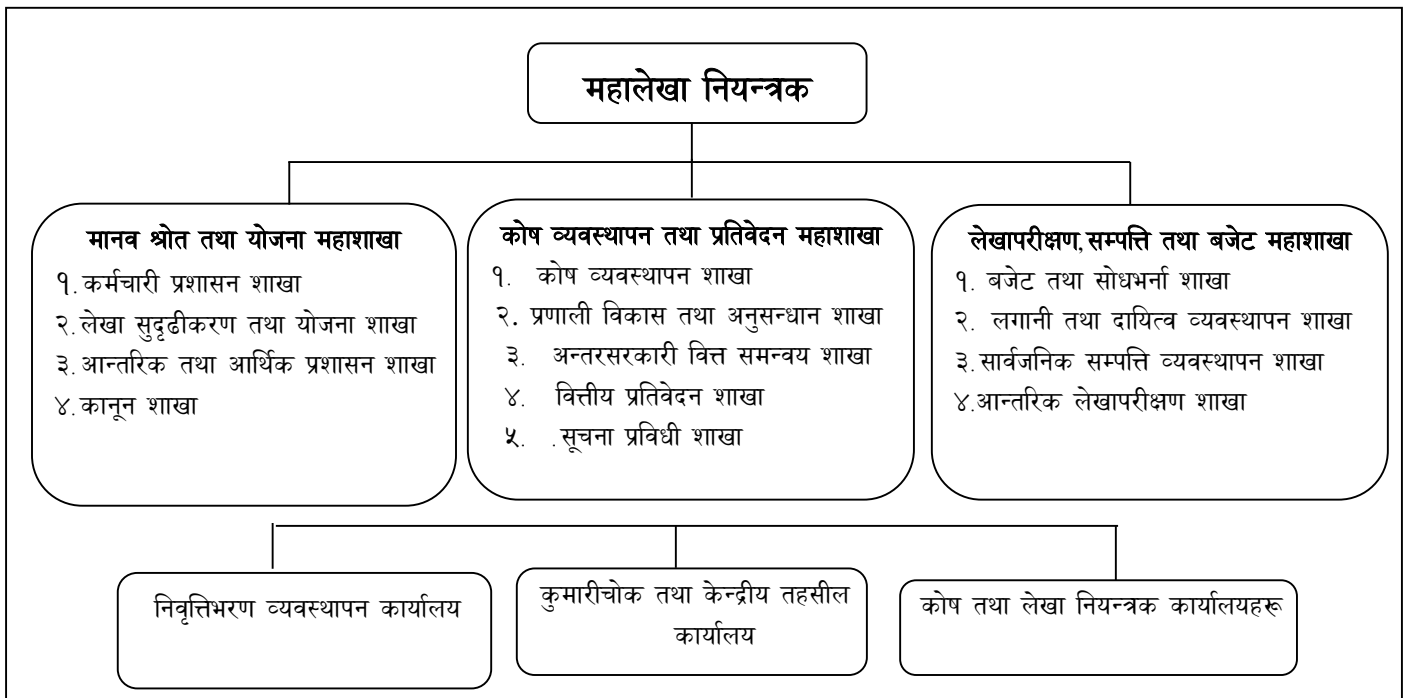 महालेखा नियन्त्रक
मानव श्रोत तथा योजना महाशाखा
१. कर्मचारी प्रशासन शाखा
२. लेखा सुदृढीकरण तथा योजना शाखा
३. आन्तरिक तथा आर्थिक प्रशासन शाखा
४. कानून शाखा
कोष व्यवस्थापन तथा प्रतिवेदन महाशाखा
१. कोष व्यवस्थापन शाखा
२. प्रणाली विकास तथा अनुसन्धान शाखा
३. अन्तरसरकारी वित्त समन्वय शाखा
४. वित्तीय प्रतिवेदन शाखा
५. .सूचना प्रविधी शाखा
लेखापरीक्षण, सम्पत्ति तथा बजेट महाशाखा
१. बजेट तथा सोधभर्ना शाखा
२. लगानी तथा दायित्व व्यवस्थापन शाखा
३. सार्वजनिक सम्पत्ति व्यवस्थापन शाखा
४. आन्तरिक लेखापरीक्षण शाखा
निवृत्तिभरण व्यवस्थापन कार्यालय
कुमारीचोक तथा केन्द्रीय तहसील
कार्यालय
कोष तथा लेखा नियन्त्रक कार्यालयहरू